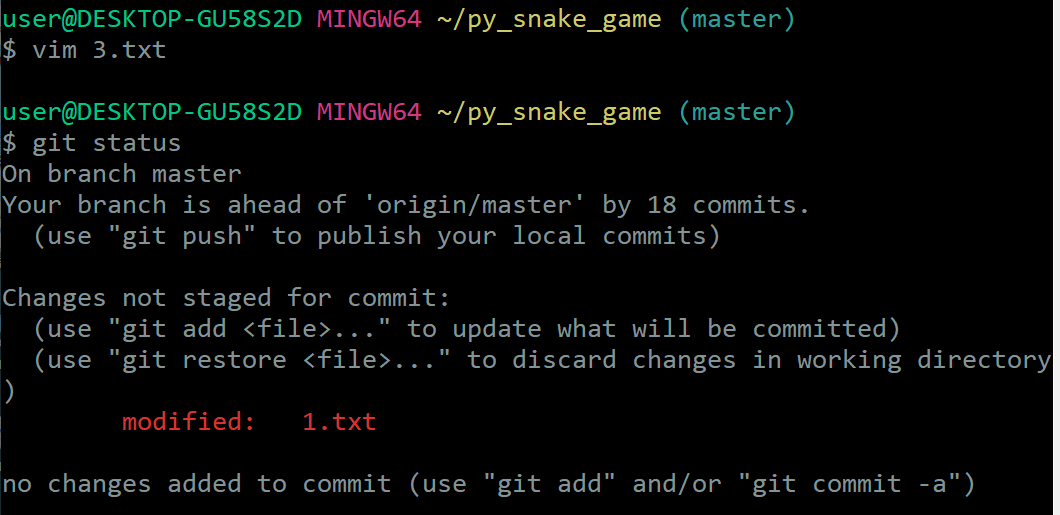 user@DESKTOP-GU58S2D MINGW64 ~/py_snake_game (master)
$ vim 3.txt
user@DESKTOP-GU58S2D MINGW64 ~/py_snake_game (master)
$ git status
On branch master
Your branch is ahead of 'origin/master' by 18 commits.
  (use "git push" to publish your local commits)
Changes not staged for commit:
  (use "git add <file>..." to update what will be committed)
  (use "git restore <file>..." to discard changes in working directory
)
        modified:   1.txt
no changes added to commit (use "git add" and/or "git commit -a")